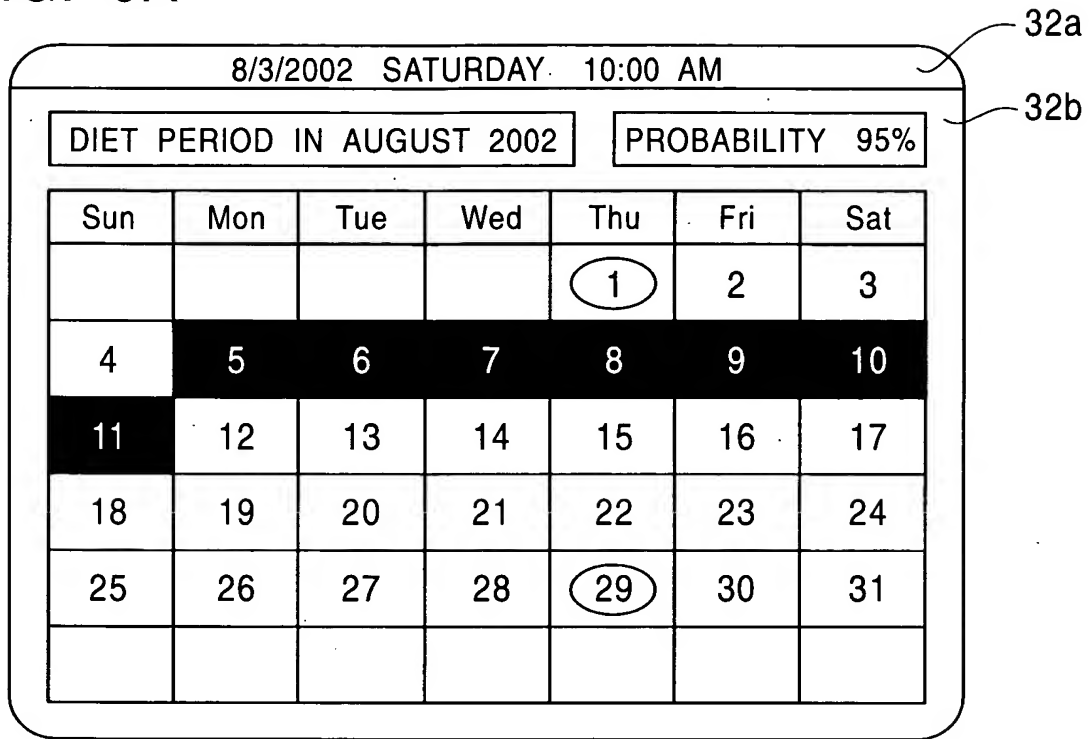 32a
8/3/2002 SATURDAY 10:00 AM
32b
DIET PERIOD IN AUGUST 2002 PROBABILITY 95%
Sun Mon Tue Wed Thu Fri Sat
1 2 3
4 5 6 7 8 9 10
11 12 13 14 15 16 17
18 19 20 21 22 23 24
25 26 27 28 29 30 31